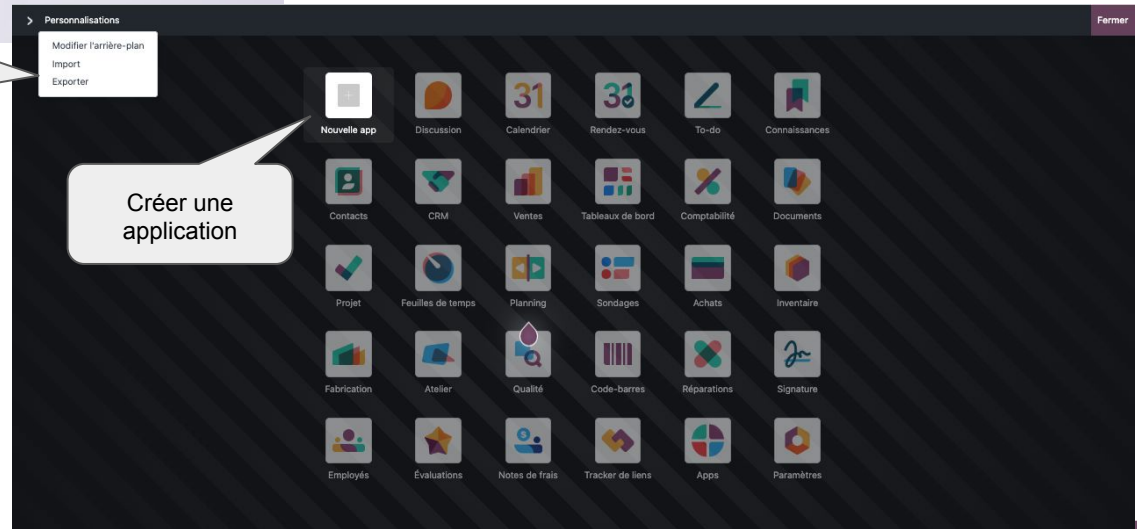 Personnalisations
Fermer
Modifier l'arrière-plan
Import
Exporter
31
31
Nouvelle app
Discussion
Calendrier
Rendez-vous
To-do
Connaissances
Créer une
application
Contacts
CRM
Ventes
Tableaux de bord
Comptabilité
Documents
Projet
Feuilles de temps
Planning
Sondages
Achats
Inventaire
Fabrication
Atelier
Qualité
Code-barres
Réparations
Signature
$
Employés
Évaluations
Notes de frais
Tracker de liens
Apps
Paramètres